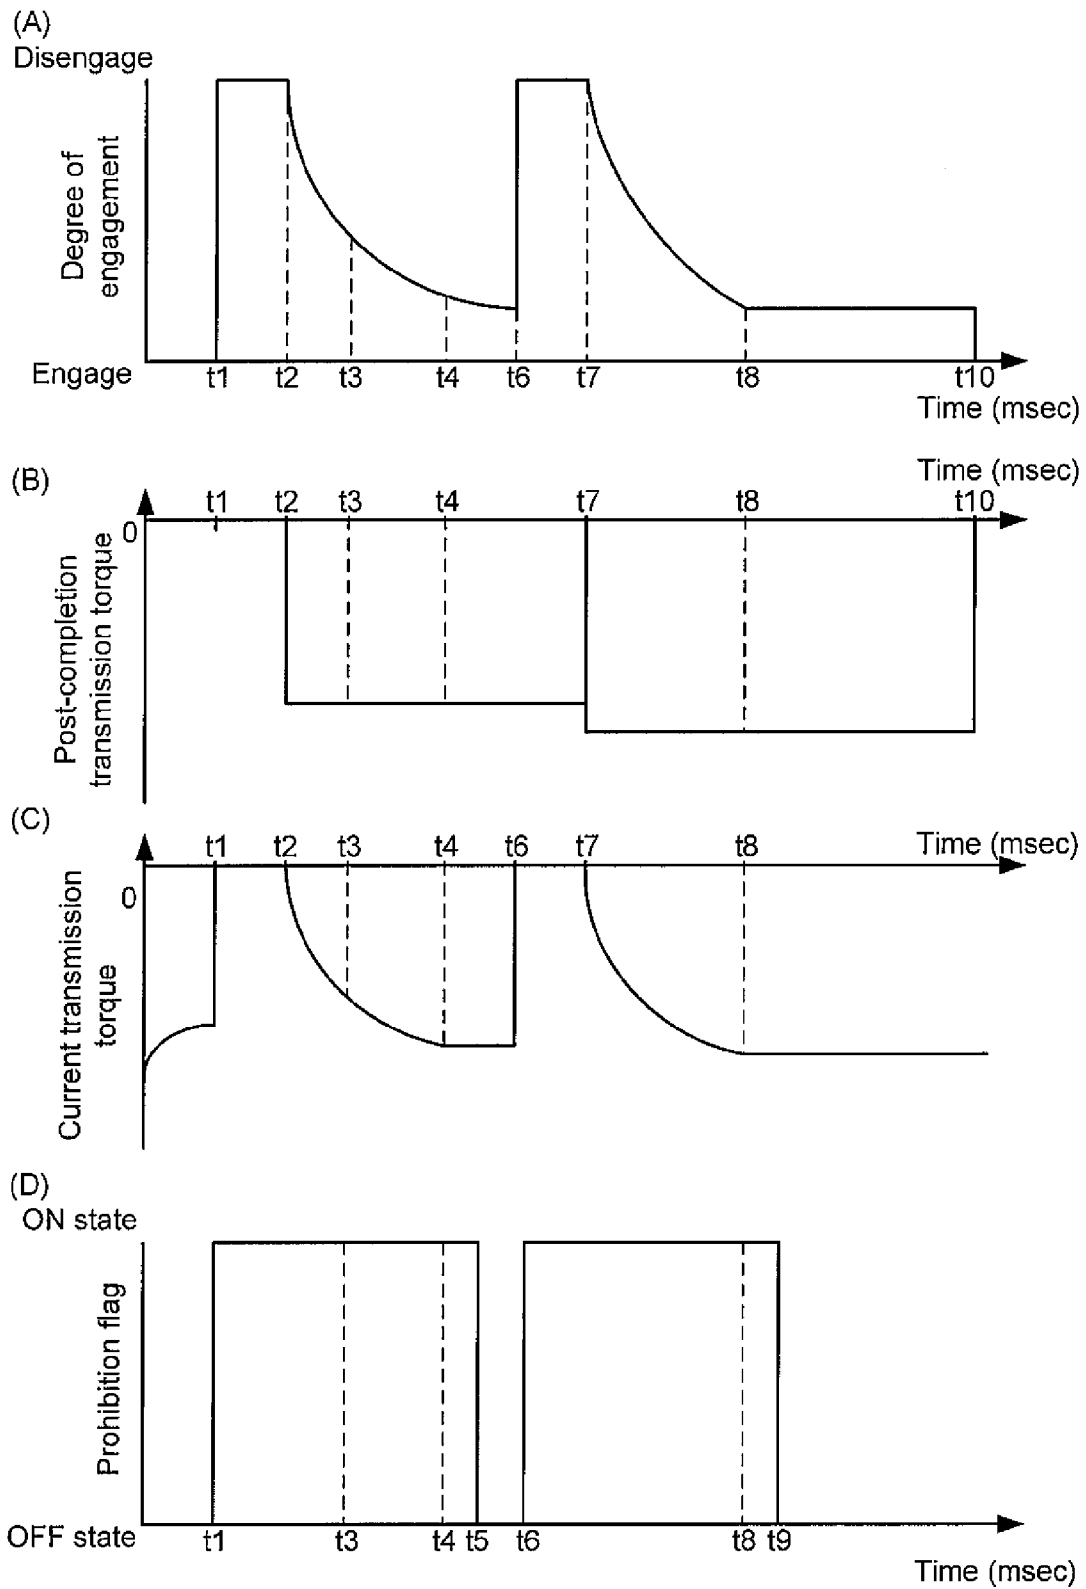 (A)
Disengage
Degree of
engagement
Engage
t1 t2 t3 t4 t6 t7 t8 t10
Time (msec)
(B)
Time (msec)
t1 t2 t3 t4 t7 t8 t10
0
Post-completion
transmission torque
(C)
t1 t2 t3 t4 t6 t7 t8 Time (msec)
0
Current transmission
torque
(D)
ON state
Prohibition flag
OFF state
t1 t3 t4 t5 t6 t8 t9
Time (msec)